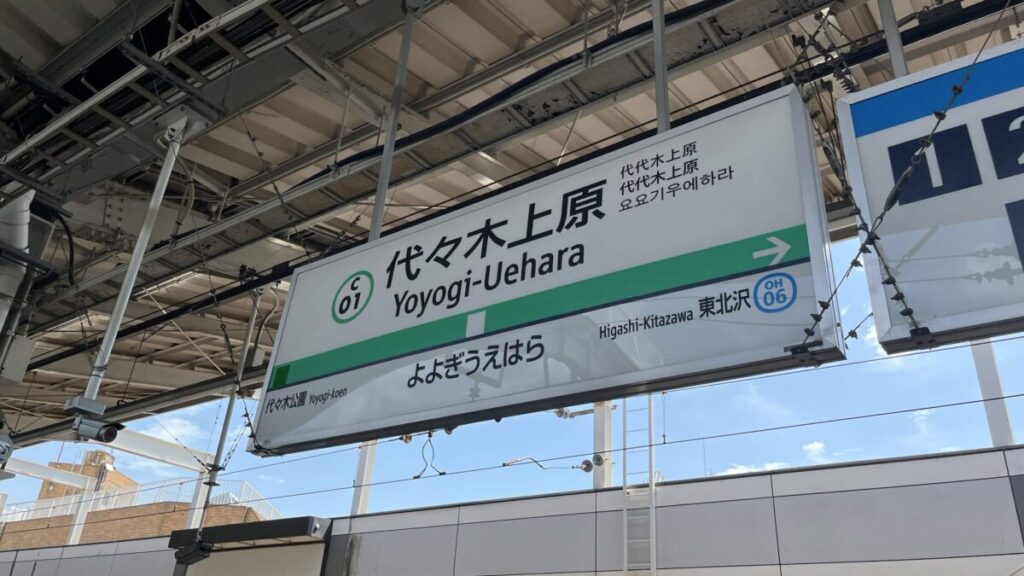 C
01
代々木上原
Yoyogi-Uehara
代代木上原
代代木上原
요요기우에하라
代々木公園 Yoyogi-koen
よよぎうえはら
Higashi-Kitazawa 東北沢
OH
06
1
2